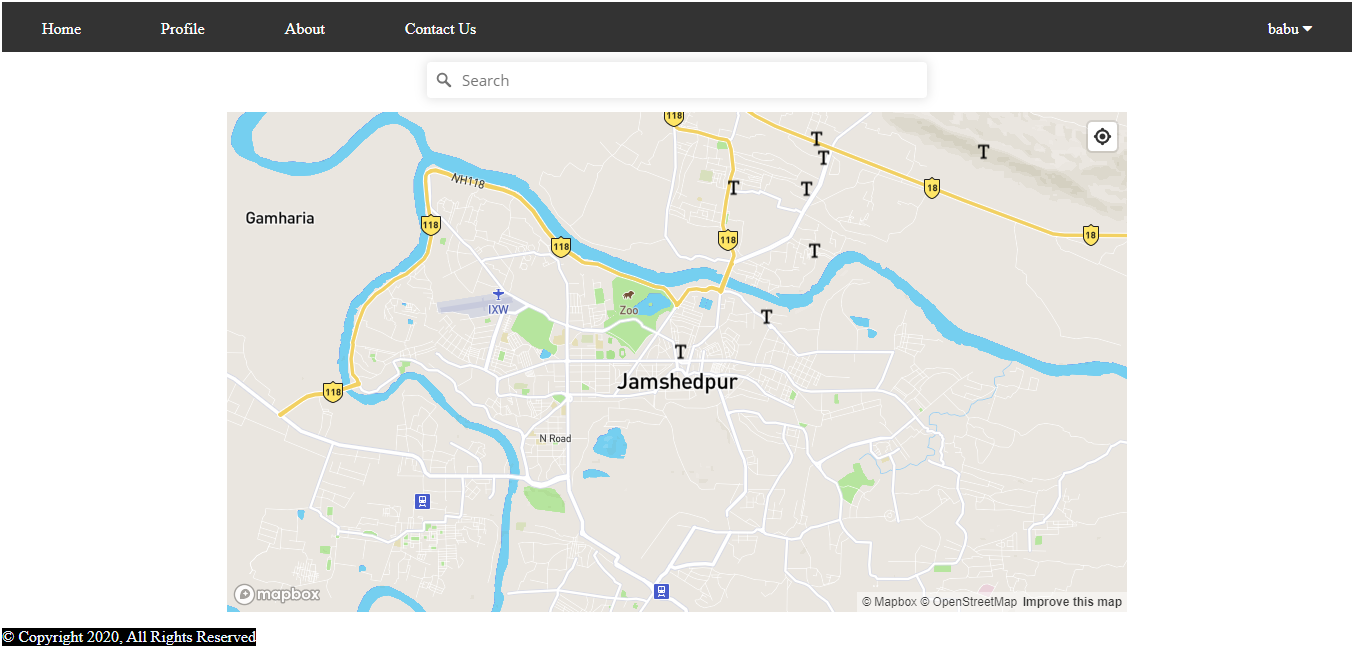 Home Profile About Contact Us babu
Search
118
T
T
T
NH118
T
T
18
Gamharia
118
118
118
18
T
IXW
Zoo
T
T
Jamshedpur
118
N Road
mapbox
© Mapbox © OpenStreetMap Improve this map
© Copyright 2020, All Rights Reserved